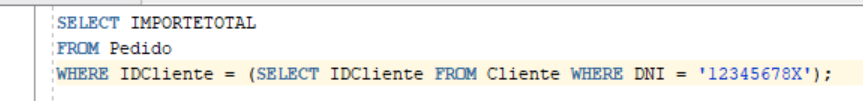 SELECT IMPORTETOTAL
FROM Pedido
WHERE IDCliente = (SELECT IDCliente FROM Cliente WHERE DNI = '12345678X');